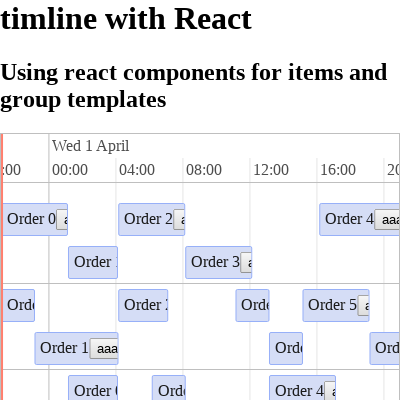 timline with React
Using react components for items and
group templates
Wed 1 April
:00 00:00 04:00 08:00 12:00 16:00 20
Order 0 a Order 2 a Order 4 aaa
Order Order 3 a
Orde Order Orde Order 5 a
Order 1 aaa Orde Ord
Order Orde Order 4 a